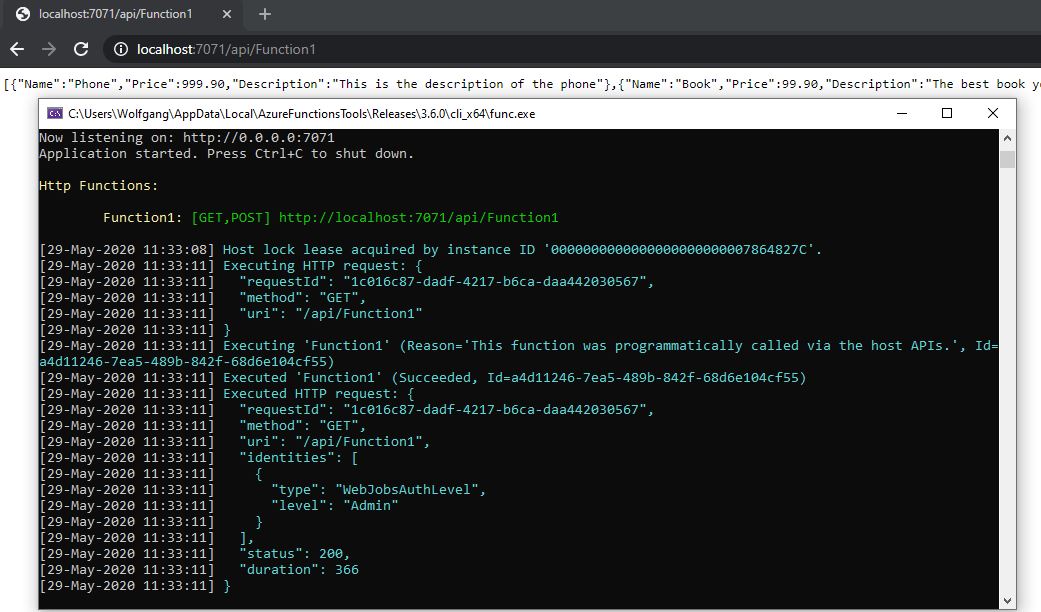 localhost:7071/api/Function1
localhost:7071/api/Function1
[{"Name":"Phone","Price":999.90,"Description":"This is the description of the phone"},{"Name":"Book","Price":99.90,"Description":"The best book y
C:\Users\Wolfgang\AppData\Local\AzureFunctionsTools\Releases\3.6.0\cli_x64\func.exe
Now listening on: http://0.0.0.0:7071
Application started. Press Ctrl+C to shut down.
Http Functions:
Function1: [GET,POST] http://localhost:7071/api/Function1
[29-May-2020 11:33:08] Host lock lease acquired by instance ID '0000000000000000000000007864827C'.
[29-May-2020 11:33:11] Executing HTTP request: {
[29-May-2020 11:33:11]   "requestId": "1c016c87-dadf-4217-b6ca-daa442030567",
[29-May-2020 11:33:11]   "method": "GET",
[29-May-2020 11:33:11]   "uri": "/api/Function1"
[29-May-2020 11:33:11] }
[29-May-2020 11:33:11] Executing 'Function1' (Reason='This function was programmatically called via the host APIs.', Id=
a4d11246-7ea5-489b-842f-68d6e104cf55)
[29-May-2020 11:33:11] Executed 'Function1' (Succeeded, Id=a4d11246-7ea5-489b-842f-68d6e104cf55)
[29-May-2020 11:33:11] Executed HTTP request: {
[29-May-2020 11:33:11]   "requestId": "1c016c87-dadf-4217-b6ca-daa442030567",
[29-May-2020 11:33:11]   "method": "GET",
[29-May-2020 11:33:11]   "uri": "/api/Function1",
[29-May-2020 11:33:11]   "identities": [
[29-May-2020 11:33:11]     {
[29-May-2020 11:33:11]       "type": "WebJobsAuthLevel",
[29-May-2020 11:33:11]       "level": "Admin"
[29-May-2020 11:33:11]     }
[29-May-2020 11:33:11]   ],
[29-May-2020 11:33:11]   "status": 200,
[29-May-2020 11:33:11]   "duration": 366
[29-May-2020 11:33:11] }